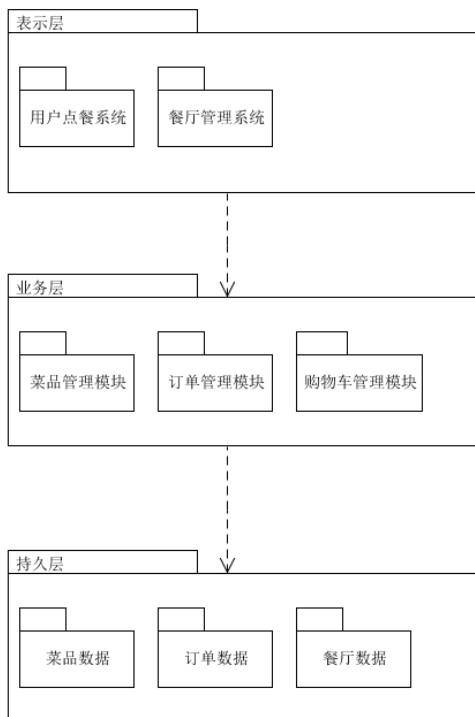 表示层
用户点餐系统
餐厅管理系统
业务层
菜品管理模块
订单管理模块
购物车管理模块
持久层
菜品数据
订单数据
餐厅数据